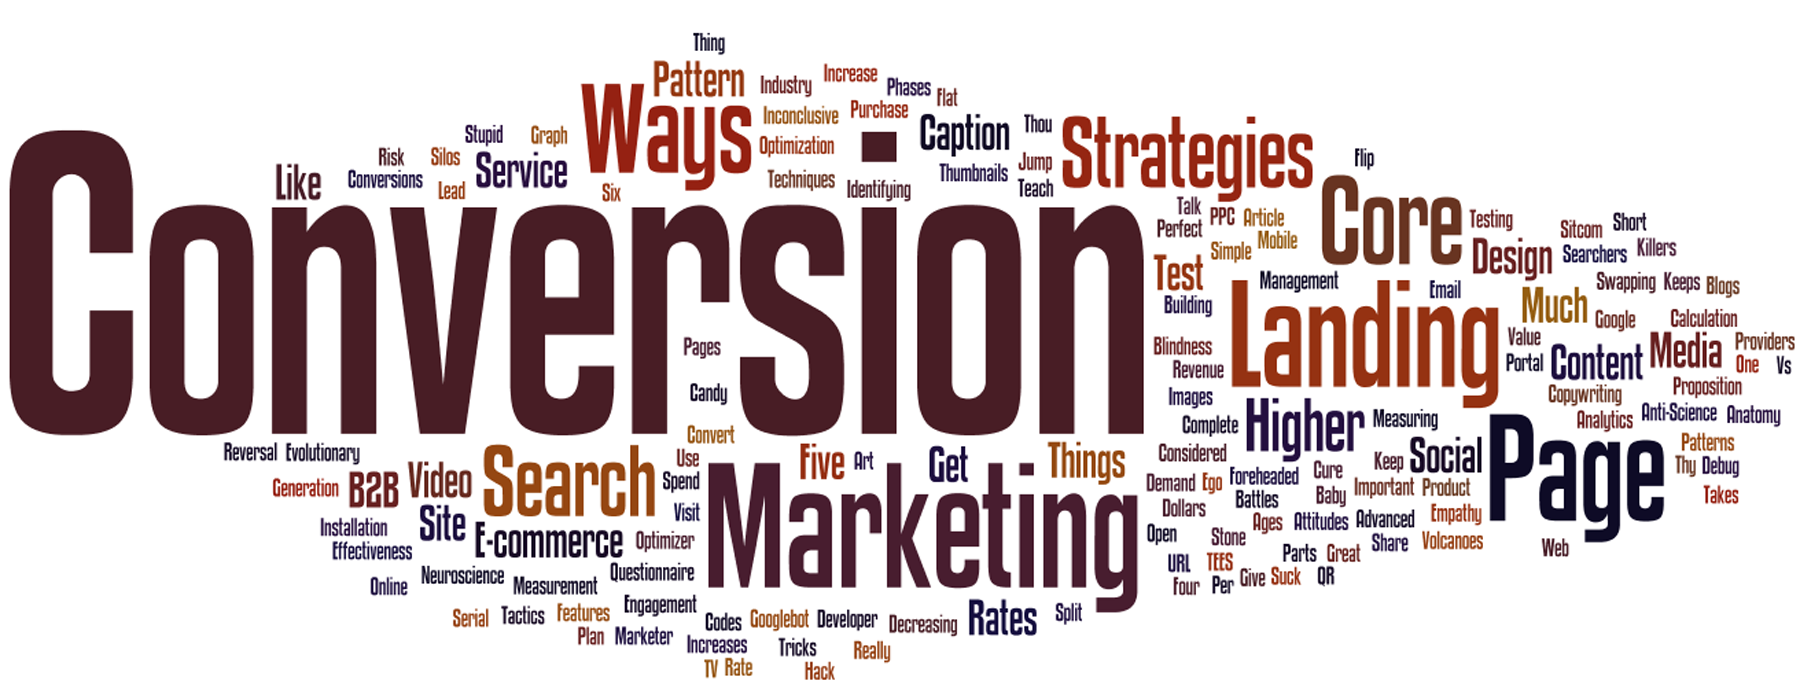 Thing
Pattern
Industry
Increase
Phases
Flat
Ways
Inconclusive
Purchase
Stupid
Graph
Optimization
Caption
Thou
Strategies
Risk
Silos
Service
Conversions
Lead
Like
Six
Techniques
Identifying
Thumbnails
Jump
Teach
Flip
Conversion
Talk
PPC
Article
Perfect
Simple
Mobile
Core
Testing
Sitcom
Short
Design
Searchers
Killers
Test
Management
Email
Building
Landing
Much
Swapping
Keeps
Blogs
Google
Calculation
Value
Portal
Content
Media
Providers
One
Vs
Pages
Blindness
Revenue
Candy
Images
Copywriting
Proposition
Complete
Higher
Measuring
Analytics
Anti-Science
Anatomy
Convert
Reversal
Evolutionary
Considered
Keep
Social
Page
Patterns
Thy
Debug
Takes
Generation
B2B
Video
Search
Use
Spend
Five
Art
Get
Things
Demand
Ego
Foreheaded
Cure
Battles
Baby
Important
Product
Dollars
Installation
Site
Visit
Marketing
Ages
Attitudes
Advanced
Empathy
Effectiveness
E-commerce
Optimizer
Open
Stone
Parts
Great
Share
Volcanoes
Web
Online
Neuroscience
Measurement
Questionnaire
URL
TEES
Four
Per
Give
Suck
QR
Serial
Tactics
Features
Engagement
Plan
Marketer
Codes
Googlebot
Developer
Decreasing
Rates
Split
Increases
Tricks
Really
TV
Rate
Hack